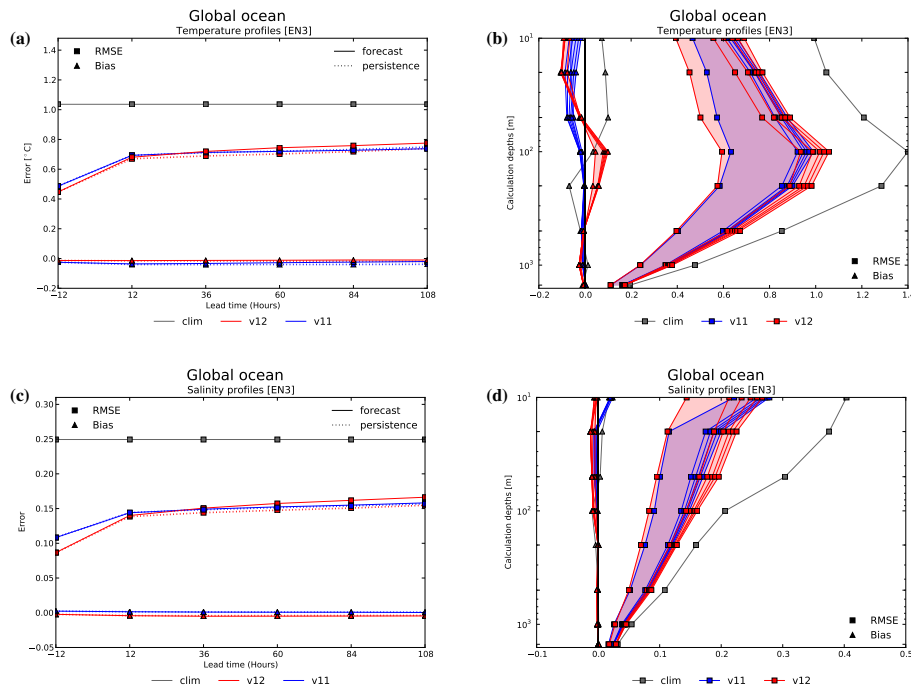 Global ocean
(a) Temperature profiles [EN3]
RMSE forecast
Bias persistence
1.4
1.2
1.0
0.8
0.6
0.4
0.2
0.0
−0.2
Error [°C]
−12 12 36 60 84 108
Lead time (Hours)
clim v12 v11
Global ocean
(b) Temperature profiles [EN3]
10¹
10²
10³
Calculation depths [m]
RMSE
Bias
−0.2 0.0 0.2 0.4 0.6 0.8 1.0 1.2 1.4
clim v11 v12
Global ocean
(c) Salinity profiles [EN3]
RMSE forecast
Bias persistence
0.30
0.25
0.20
0.15
0.10
0.05
0.00
−0.05
Error
−12 12 36 60 84 108
Lead time (Hours)
clim v12 v11
Global ocean
(d) Salinity profiles [EN3]
10¹
10²
10³
Calculation depths [m]
RMSE
Bias
−0.1 0.0 0.1 0.2 0.3 0.4 0.5
clim v11 v12